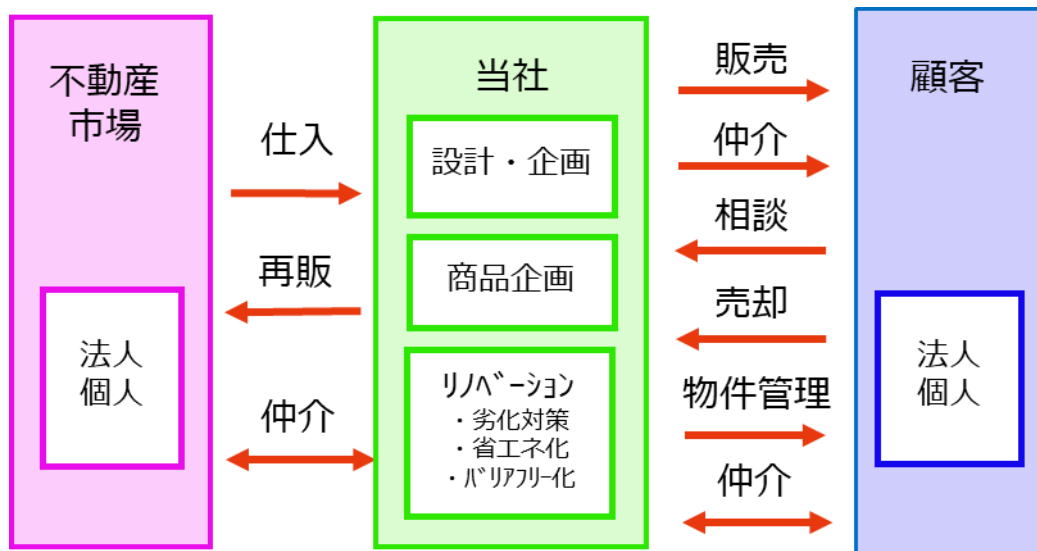 不動産
市場
法人
個人
仕入
再販
仲介
当社
設計・企画
商品企画
ﾘﾉﾍﾞｰｼｮﾝ
・劣化対策
・省エネ化
・ﾊﾞﾘｱﾌﾘｰ化
販売
仲介
相談
売却
物件管理
仲介
顧客
法人
個人